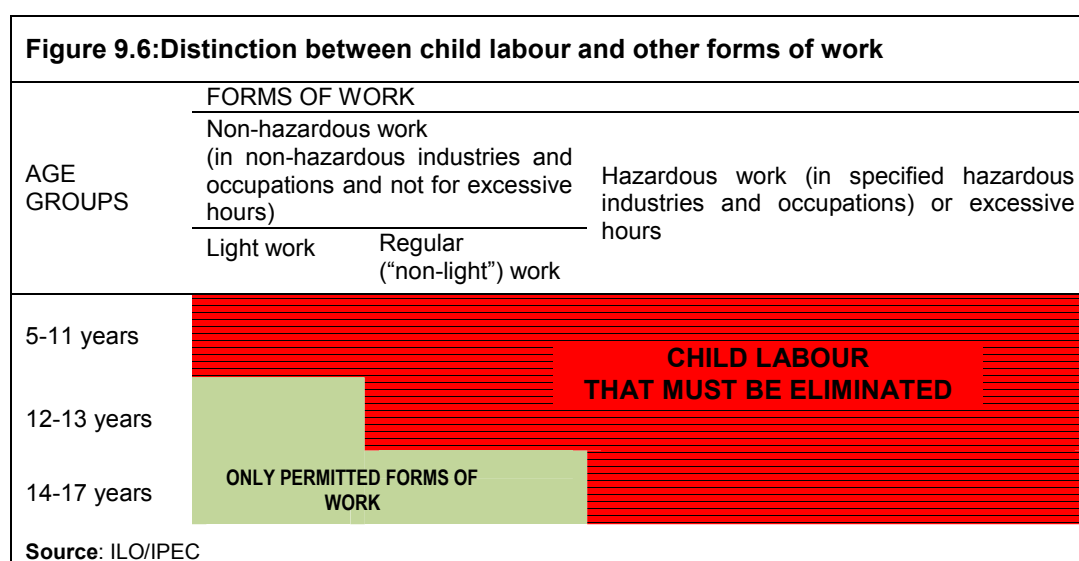 Figure 9.6:Distinction between child labour and other forms of work
AGE
GROUPS
FORMS OF WORK
Non-hazardous work
(in non-hazardous industries and
occupations and not for excessive
hours)
Light work
Regular
("non-light") work
Hazardous work (in specified hazardous
industries and occupations) or excessive
hours
5-11 years
CHILD LABOUR
THAT MUST BE ELIMINATED
12-13 years
14-17 years
ONLY PERMITTED FORMS OF
WORK
Source: ILO/IPEC